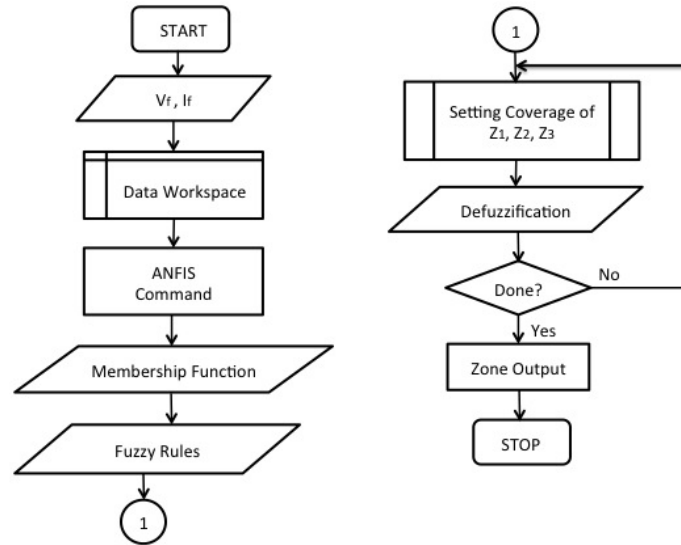 START
Vf , If
Data Workspace
ANFIS
Command
Membership Function
Fuzzy Rules
1
1
Setting Coverage of
Z1, Z2, Z3
Defuzzification
Done?
No
Yes
Zone Output
STOP